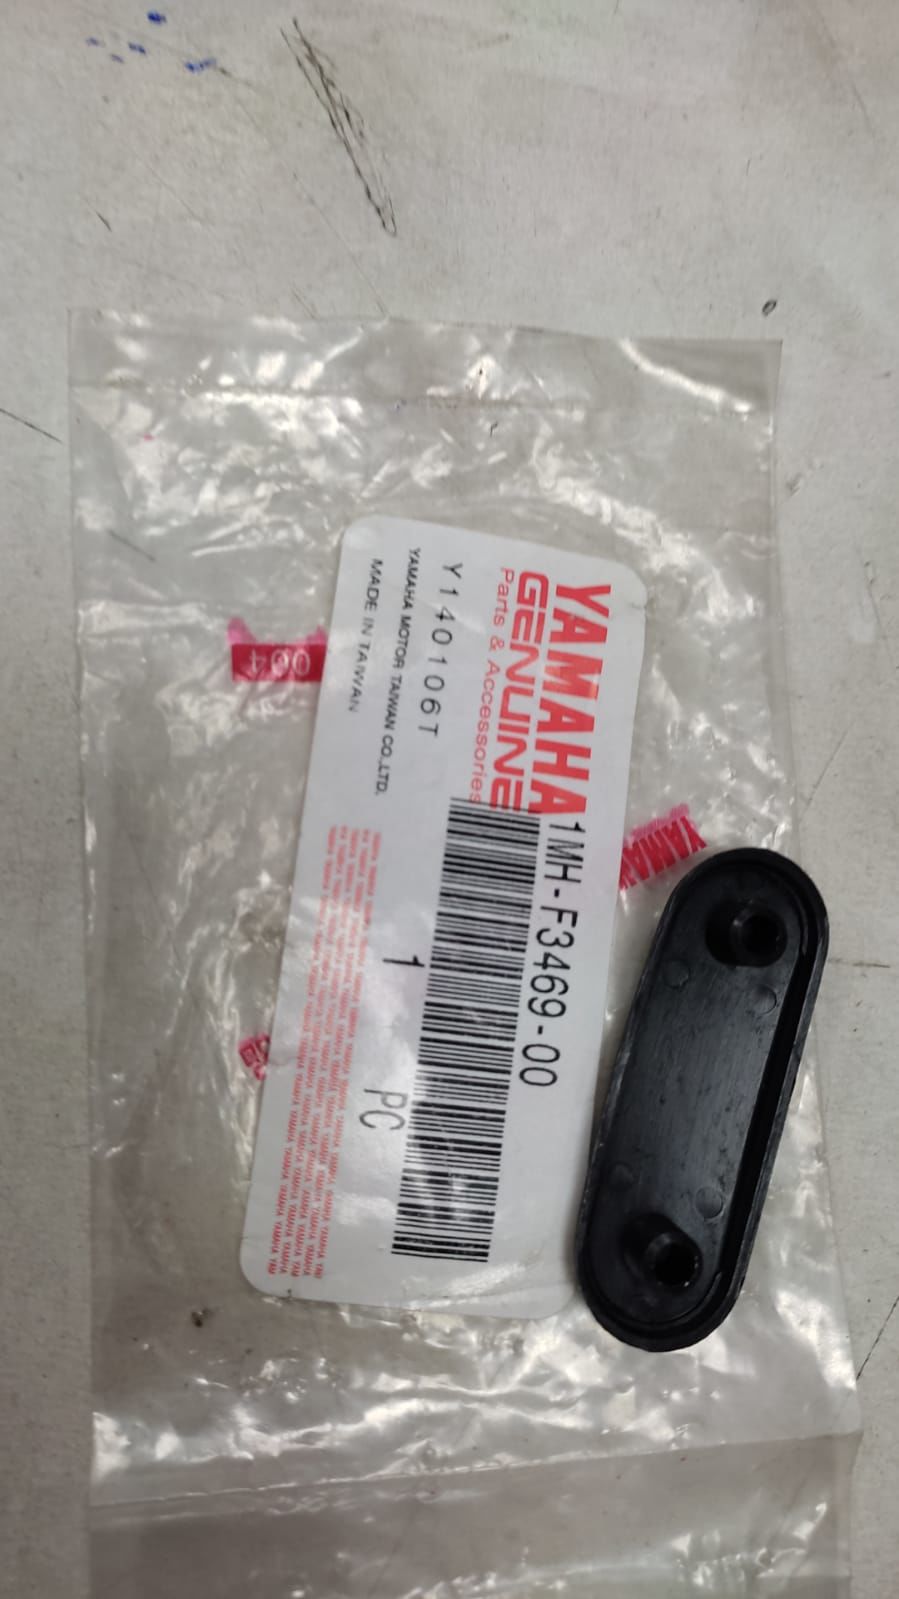 YAMAHA
GENUINE
Parts & Accessories
Y140106T
YAMAHA MOTOR TAIWAN CO.,LTD.
MADE IN TAIWAN
1MH-F3469-00
1 PC
004
YAMAHA